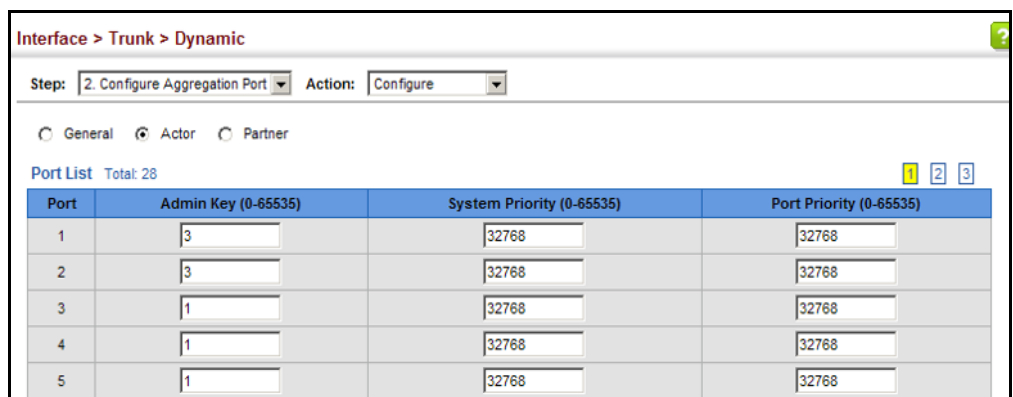 Interface > Trunk > Dynamic
?
Step: 2. Configure Aggregation Port Action: Configure
General Actor Partner
Port List Total: 28 1 2 3
Port Admin Key (0-65535) System Priority (0-65535) Port Priority (0-65535)
1 3 32768 32768
2 3 32768 32768
3 1 32768 32768
4 1 32768 32768
5 1 32768 32768